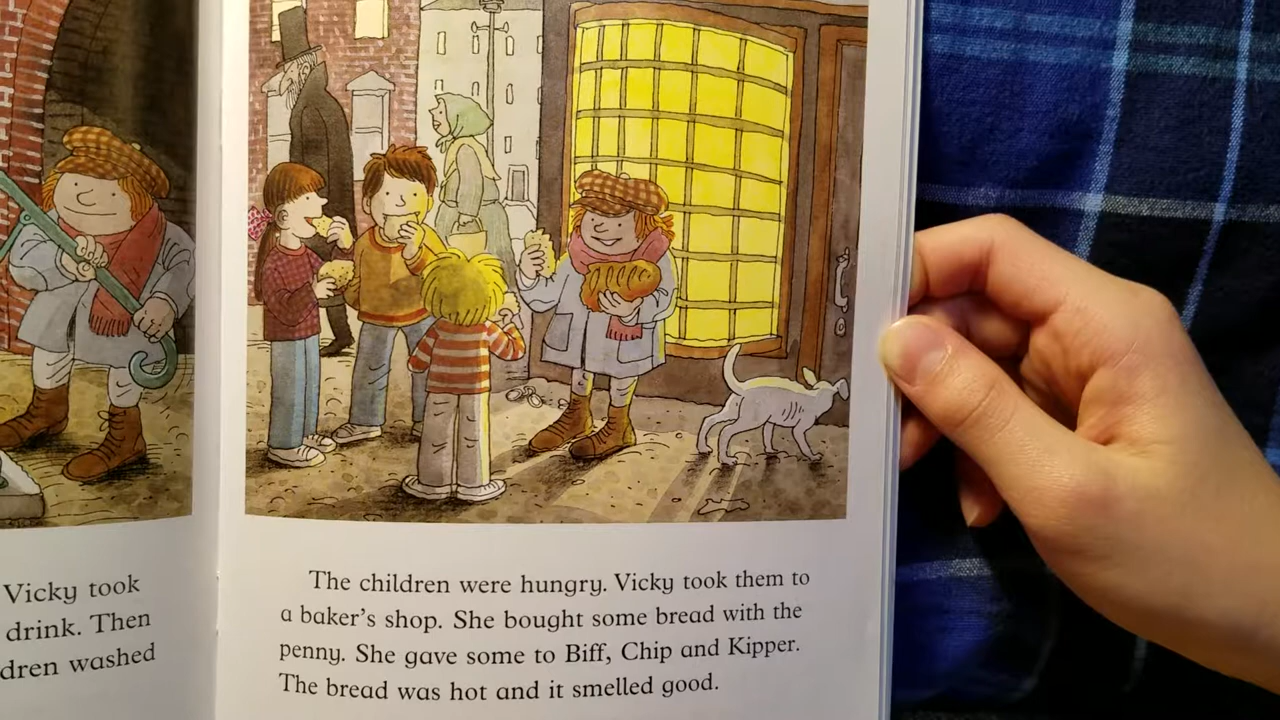 Vicky took
drink. Then
dren washed
The children were hungry. Vicky took them to
a baker's shop. She bought some bread with the
penny. She gave some to Biff, Chip and Kipper.
The bread was hot and it smelled good.